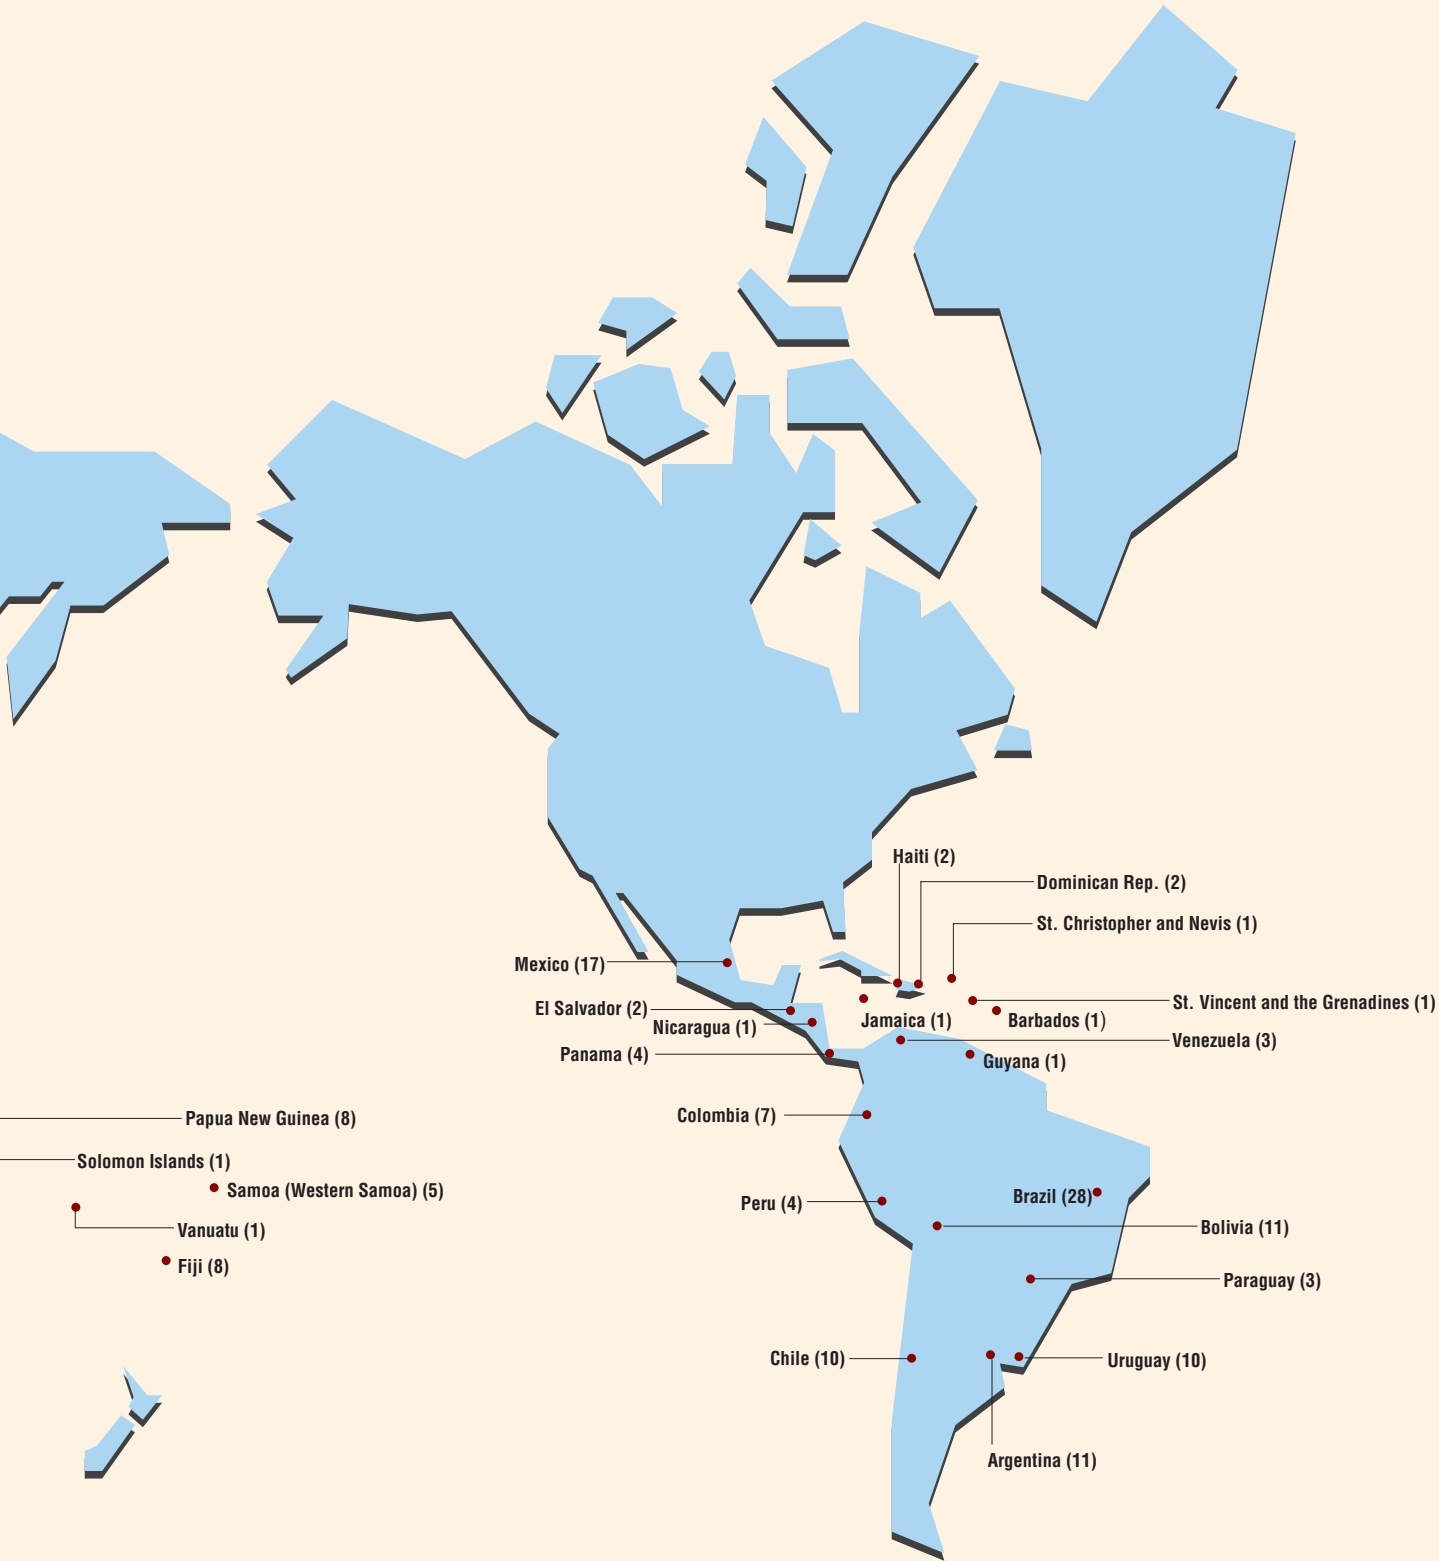 Haiti (2)
Dominican Rep. (2)
St. Christopher and Nevis (1)
Mexico (17)
St. Vincent and the Grenadines (1)
El Salvador (2)
Jamaica (1)
Barbados (1)
Nicaragua (1)
Venezuela (3)
Panama (4)
Guyana (1)
Colombia (7)
Papua New Guinea (8)
Solomon Islands (1)
Samoa (Western Samoa) (5)
Peru (4)
Brazil (28)
Vanuatu (1)
Bolivia (11)
Fiji (8)
Paraguay (3)
Chile (10)
Uruguay (10)
Argentina (11)